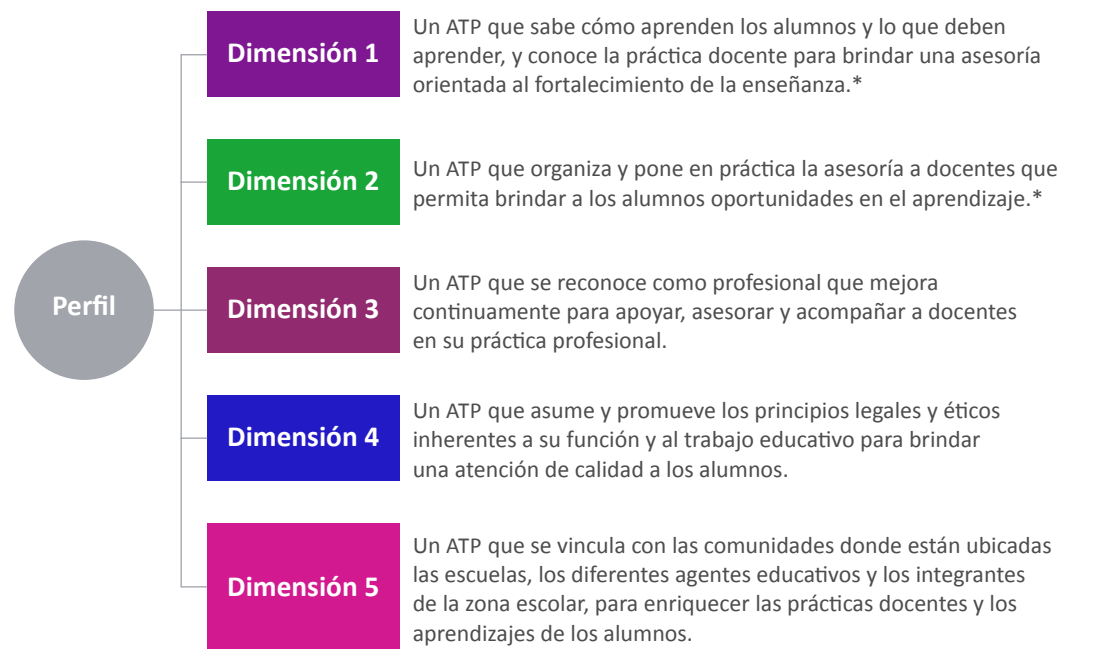 Perfil
Dimensión 1
Un ATP que sabe cómo aprenden los alumnos y lo que deben
aprender, y conoce la práctica docente para brindar una asesoría
orientada al fortalecimiento de la enseñanza.*
Dimensión 2
Un ATP que organiza y pone en práctica la asesoría a docentes que
permita brindar a los alumnos oportunidades en el aprendizaje.*
Dimensión 3
Un ATP que se reconoce como profesional que mejora
continuamente para apoyar, asesorar y acompañar a docentes
en su práctica profesional.
Dimensión 4
Un ATP que asume y promueve los principios legales y éticos
inherentes a su función y al trabajo educativo para brindar
una atención de calidad a los alumnos.
Dimensión 5
Un ATP que se vincula con las comunidades donde están ubicadas
las escuelas, los diferentes agentes educativos y los integrantes
de la zona escolar, para enriquecer las prácticas docentes y los
aprendizajes de los alumnos.